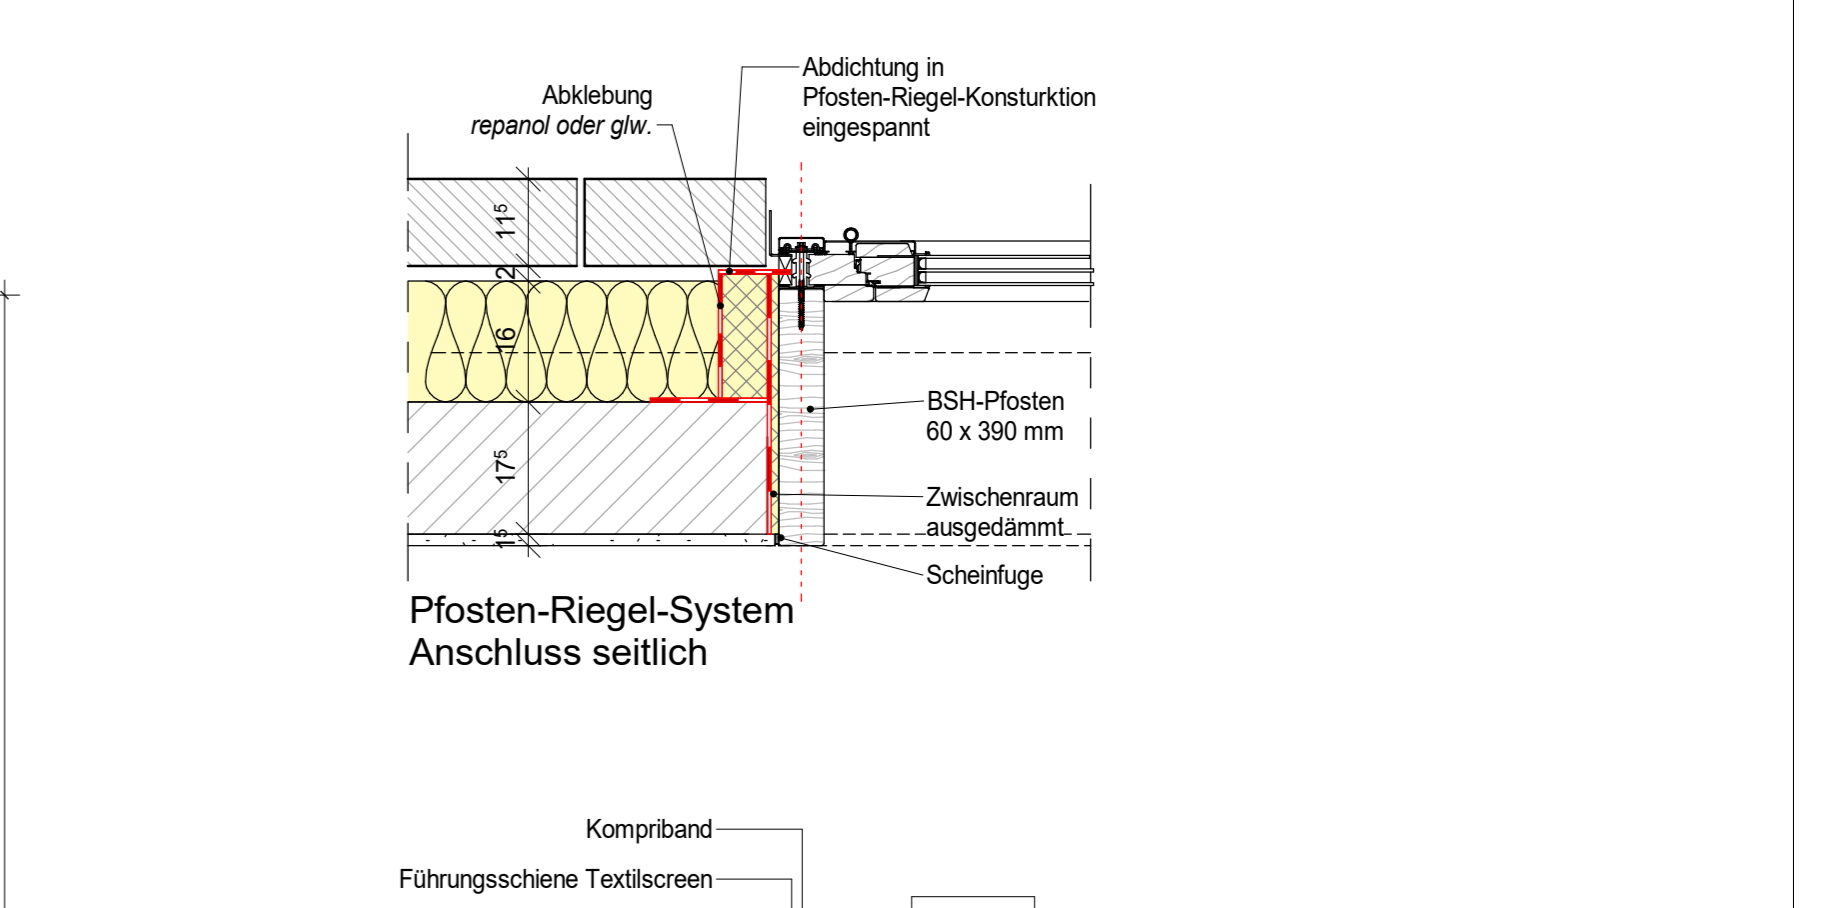 Abdichtung in
Pfosten-Riegel-Konsturktion
eingespannt
Abklebung
repanol oder glw.
11⁵
2
16
17⁵
1⁵
BSH-Pfosten
60 x 390 mm
Zwischenraum
ausgedämmt
Scheinfuge
Pfosten-Riegel-System
Anschluss seitlich
Kompriband
Führungsschiene Textilscreen